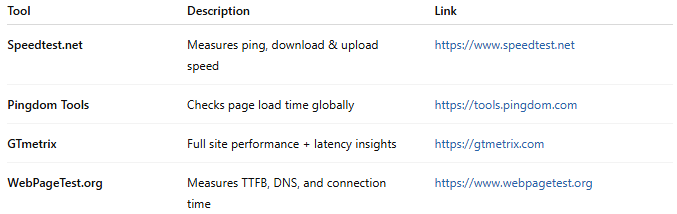 Tool Description Link
Speedtest.net Measures ping, download & upload speed https://www.speedtest.net
Pingdom Tools Checks page load time globally https://tools.pingdom.com
GTmetrix Full site performance + latency insights https://gtmetrix.com
WebPageTest.org Measures TTFB, DNS, and connection time https://www.webpagetest.org